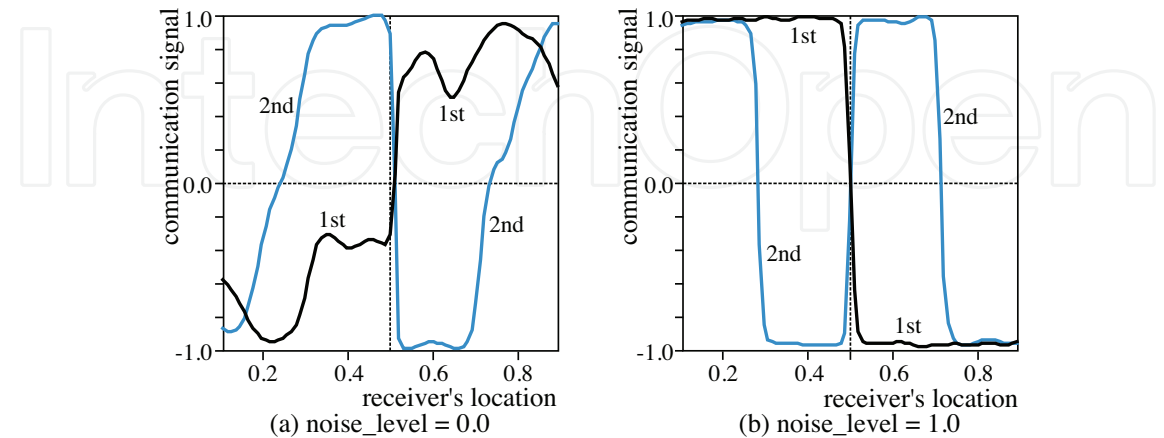 IntechOpen
communication signal
1.0
0.0
-1.0
2nd
1st
1st
2nd
0.2
0.4
0.6
0.8
receiver's location
(a) noise_level = 0.0
communication signal
1.0
0.0
-1.0
1st
2nd
2nd
1st
0.2
0.4
0.6
0.8
receiver's location
(b) noise_level = 1.0